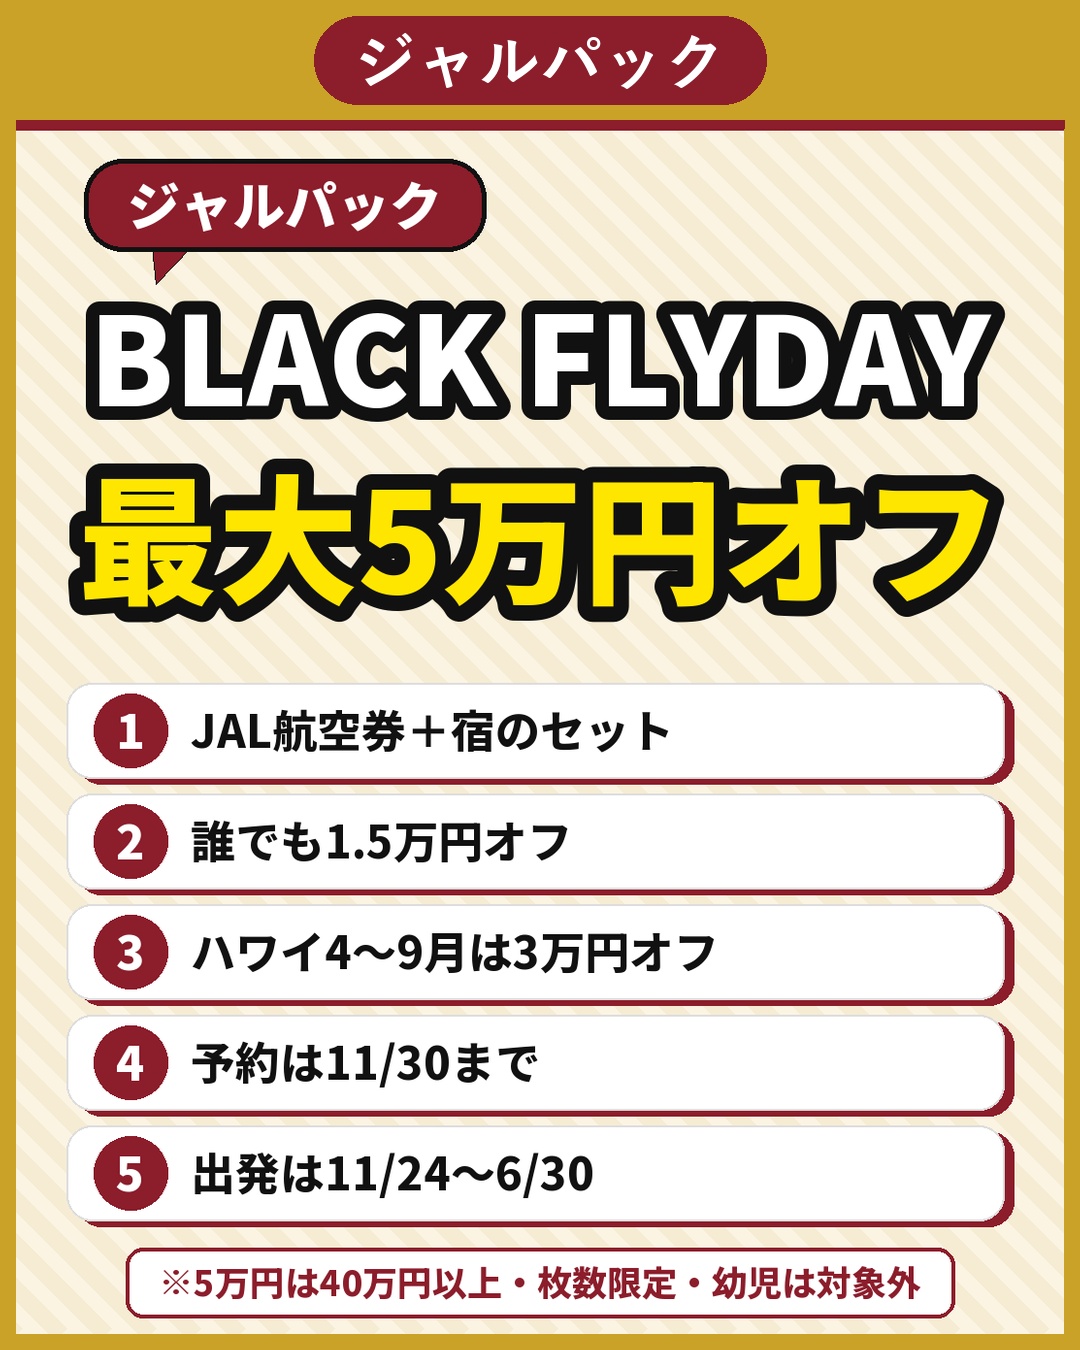 ジャルパック
ジャルパック
BLACK FLYDAY
最大5万円オフ
1 JAL航空券＋宿のセット
2 誰でも1.5万円オフ
3 ハワイ4〜9月は3万円オフ
4 予約は11/30まで
5 出発は11/24〜6/30
※5万円は40万円以上・枚数限定・幼児は対象外